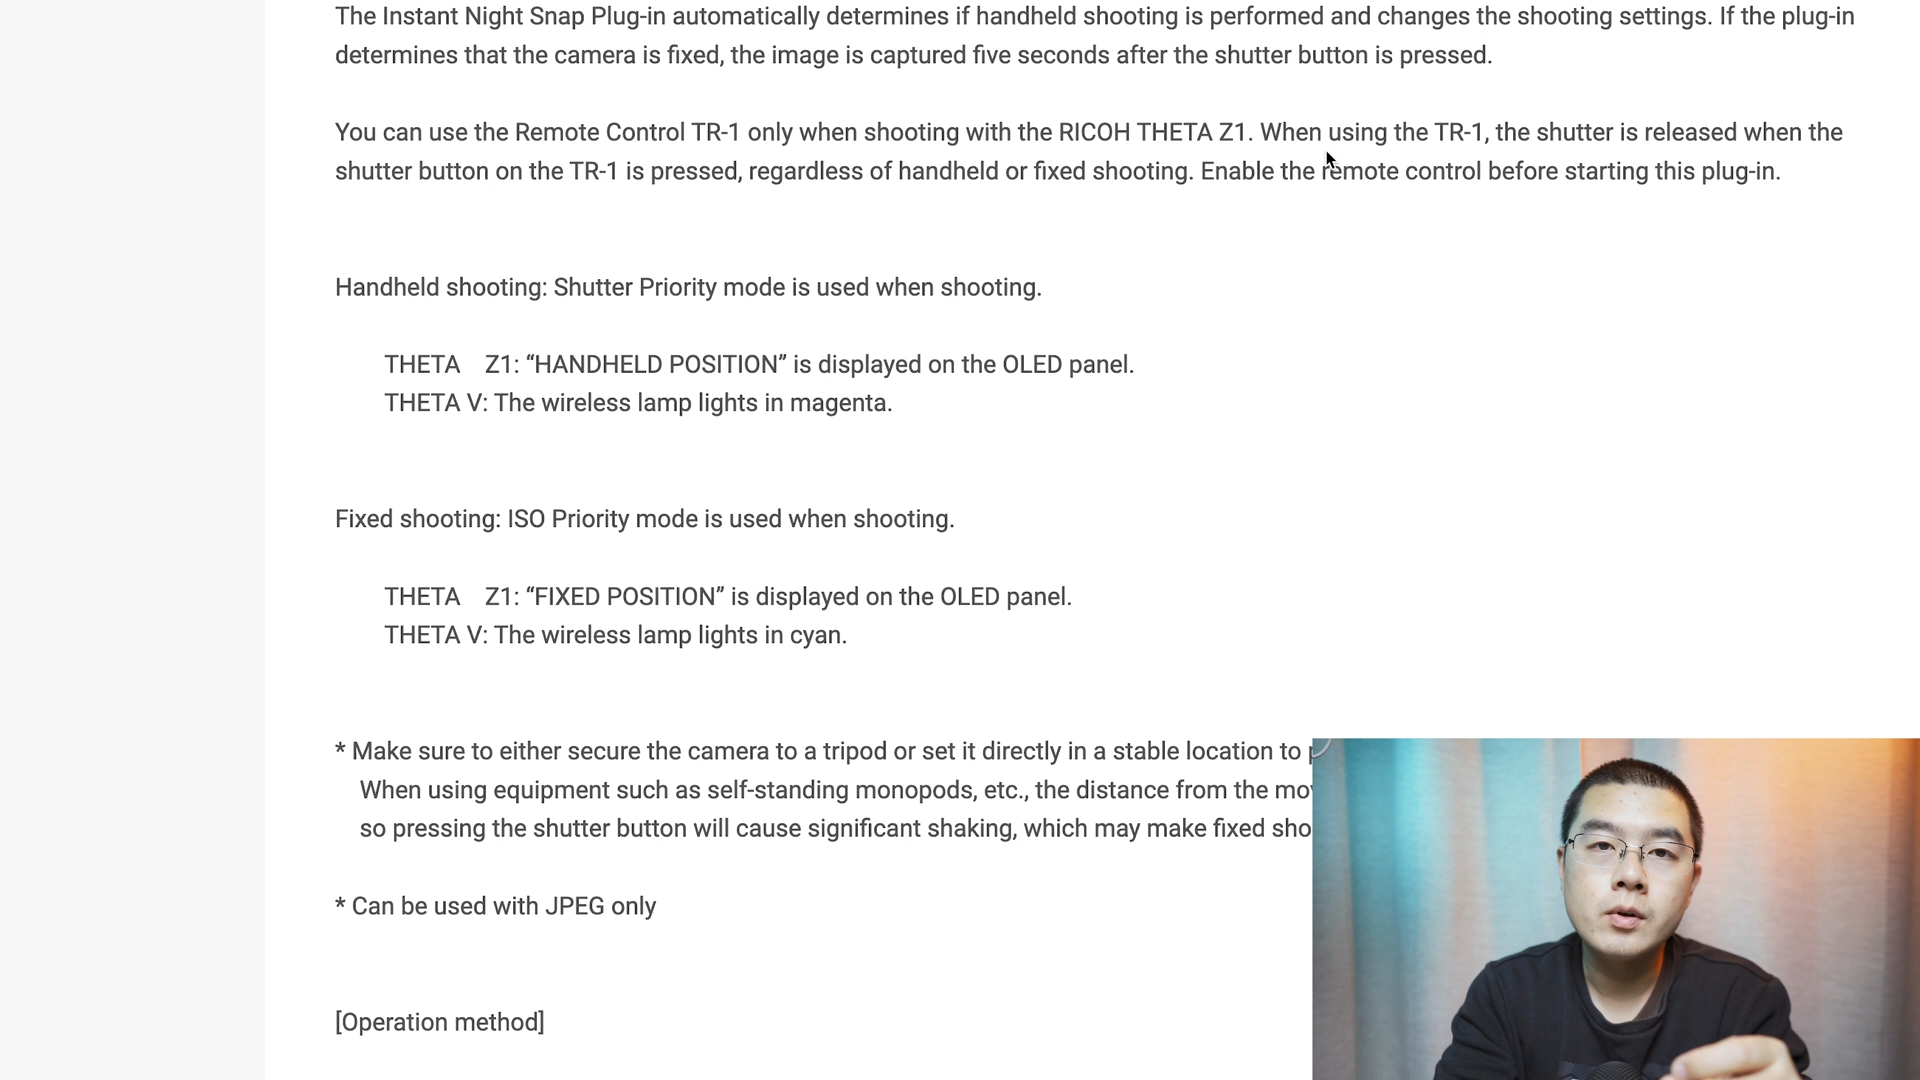 The Instant Night Snap Plug-in automatically determines if handheld shooting is performed and changes the shooting settings. If the plug-in
determines that the camera is fixed, the image is captured five seconds after the shutter button is pressed.
You can use the Remote Control TR-1 only when shooting with the RICOH THETA Z1. When using the TR-1, the shutter is released when the
shutter button on the TR-1 is pressed, regardless of handheld or fixed shooting. Enable the remote control before starting this plug-in.
Handheld shooting: Shutter Priority mode is used when shooting.
THETA Z1: “HANDHELD POSITION” is displayed on the OLED panel.
THETA V: The wireless lamp lights in magenta.
Fixed shooting: ISO Priority mode is used when shooting.
THETA Z1: “FIXED POSITION” is displayed on the OLED panel.
THETA V: The wireless lamp lights in cyan.
* Make sure to either secure the camera to a tripod or set it directly in a stable location to
When using equipment such as self-standing monopods, etc., the distance from the
so pressing the shutter button will cause significant shaking, which may make fixed
* Can be used with JPEG only
[Operation method]